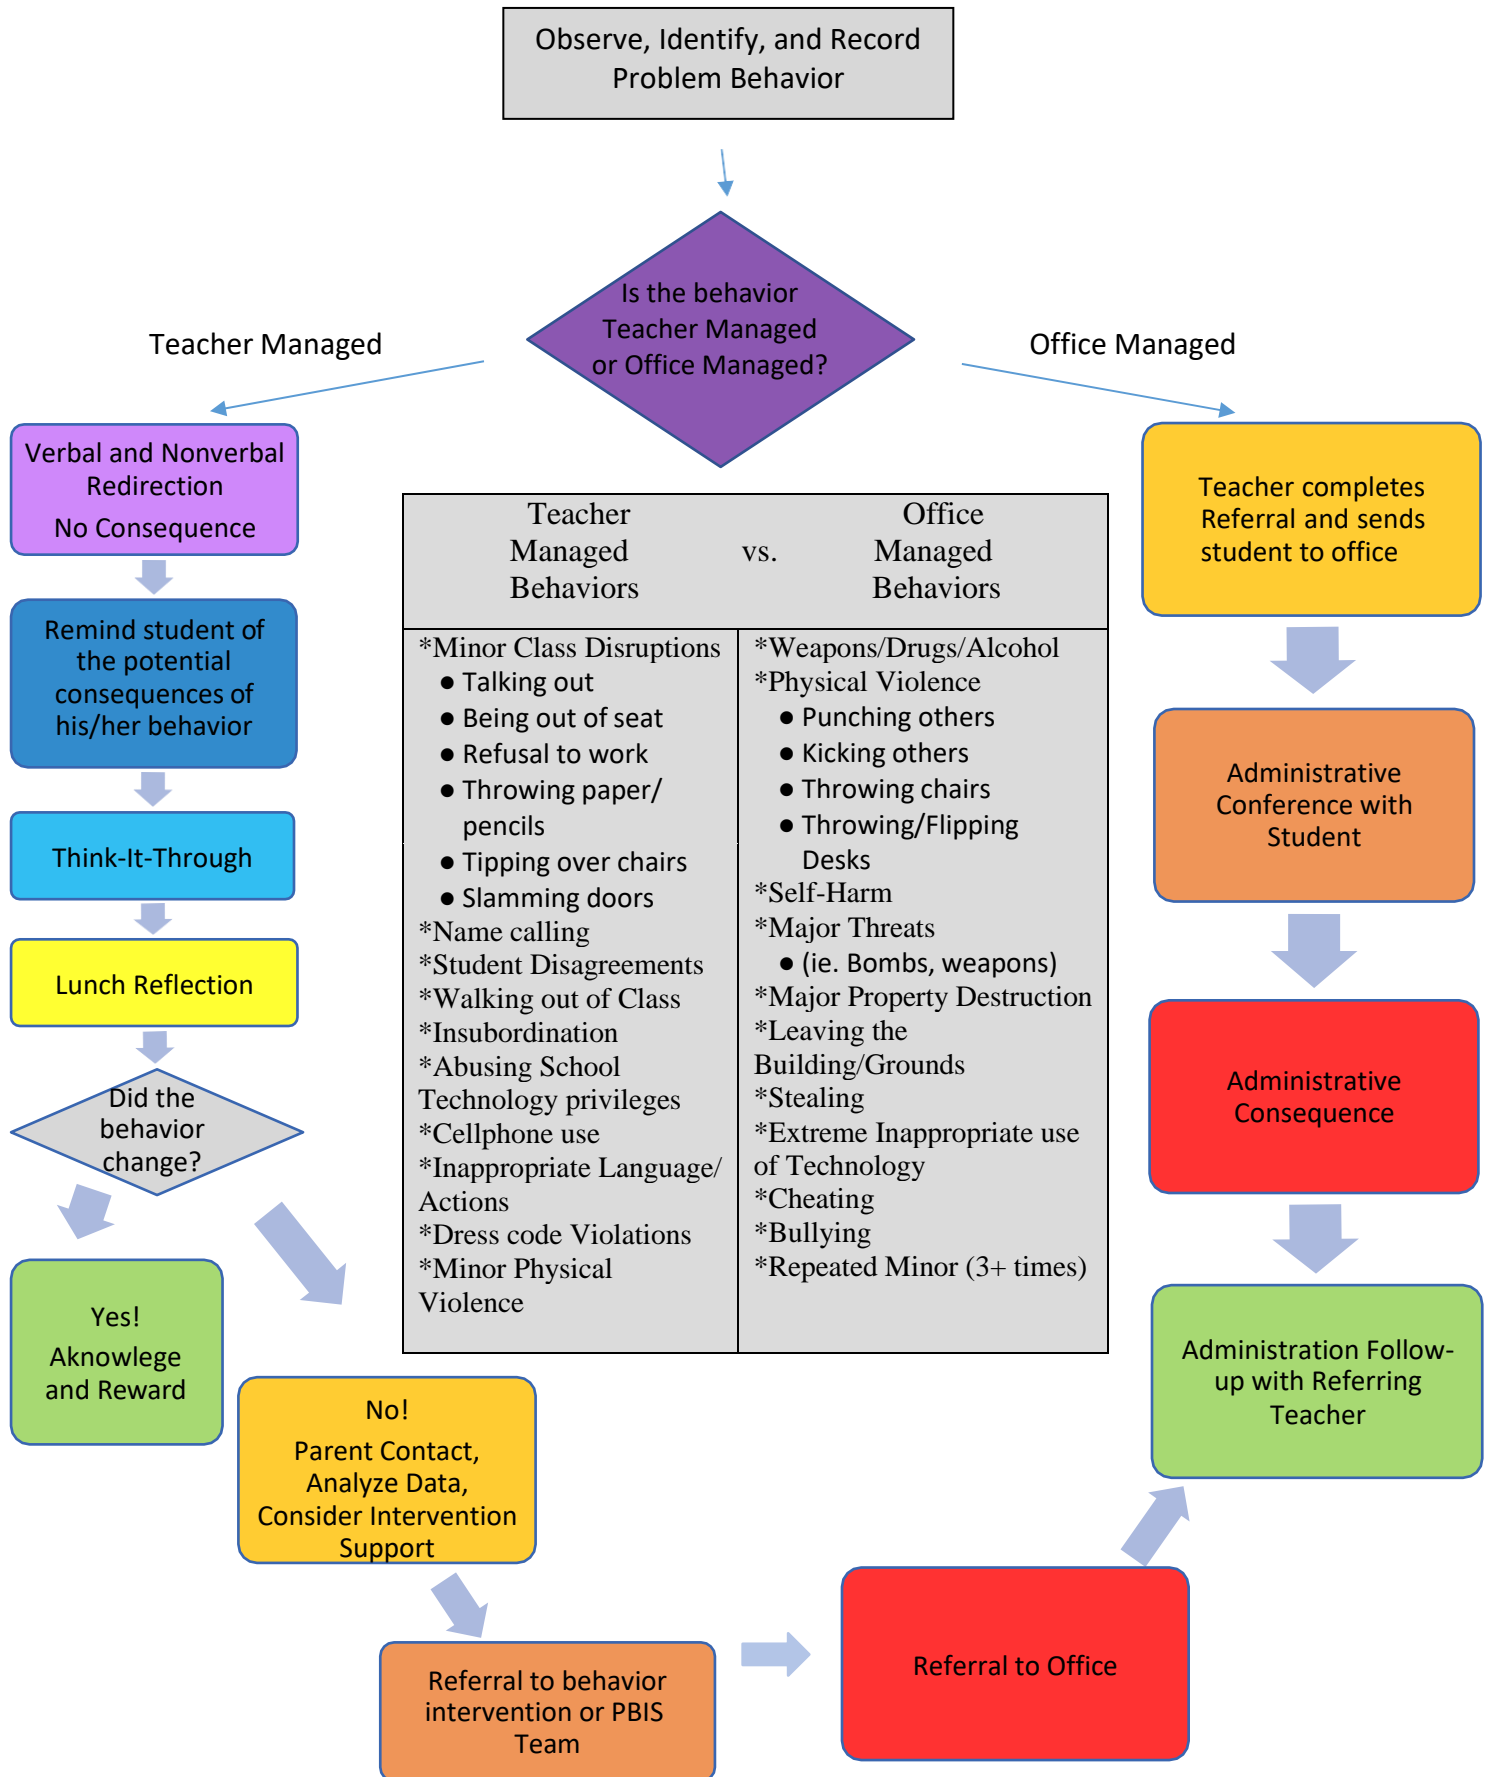 Observe, Identify, and Record
Problem Behavior
Is the behavior
Teacher Managed
or Office Managed?
Teacher Managed
Office Managed
Verbal and Nonverbal
Redirection
No Consequence
Remind student of
the potential
consequences of
his/her behavior
Think-It-Through
Lunch Reflection
Did the
behavior
change?
Yes!
Aknowlege
and Reward
No!
Parent Contact,
Analyze Data,
Consider Intervention
Support
Referral to behavior
intervention or PBIS
Team
Referral to Office
Teacher
Managed
Behaviors
vs.
Office
Managed
Behaviors
*Minor Class Disruptions
● Talking out
● Being out of seat
● Refusal to work
● Throwing paper/
pencils
● Tipping over chairs
● Slamming doors
*Name calling
*Student Disagreements
*Walking out of Class
*Insubordination
*Abusing School
Technology privileges
*Cellphone use
*Inappropriate Language/
Actions
*Dress code Violations
*Minor Physical
Violence
*Weapons/Drugs/Alcohol
*Physical Violence
● Punching others
● Kicking others
● Throwing chairs
● Throwing/Flipping
Desks
*Self-Harm
*Major Threats
● (ie. Bombs, weapons)
*Major Property Destruction
*Leaving the
Building/Grounds
*Stealing
*Extreme Inappropriate use
of Technology
*Cheating
*Bullying
*Repeated Minor (3+ times)
Teacher completes
Referral and sends
student to office
Administrative
Conference with
Student
Administrative
Consequence
Administration Follow-
up with Referring
Teacher